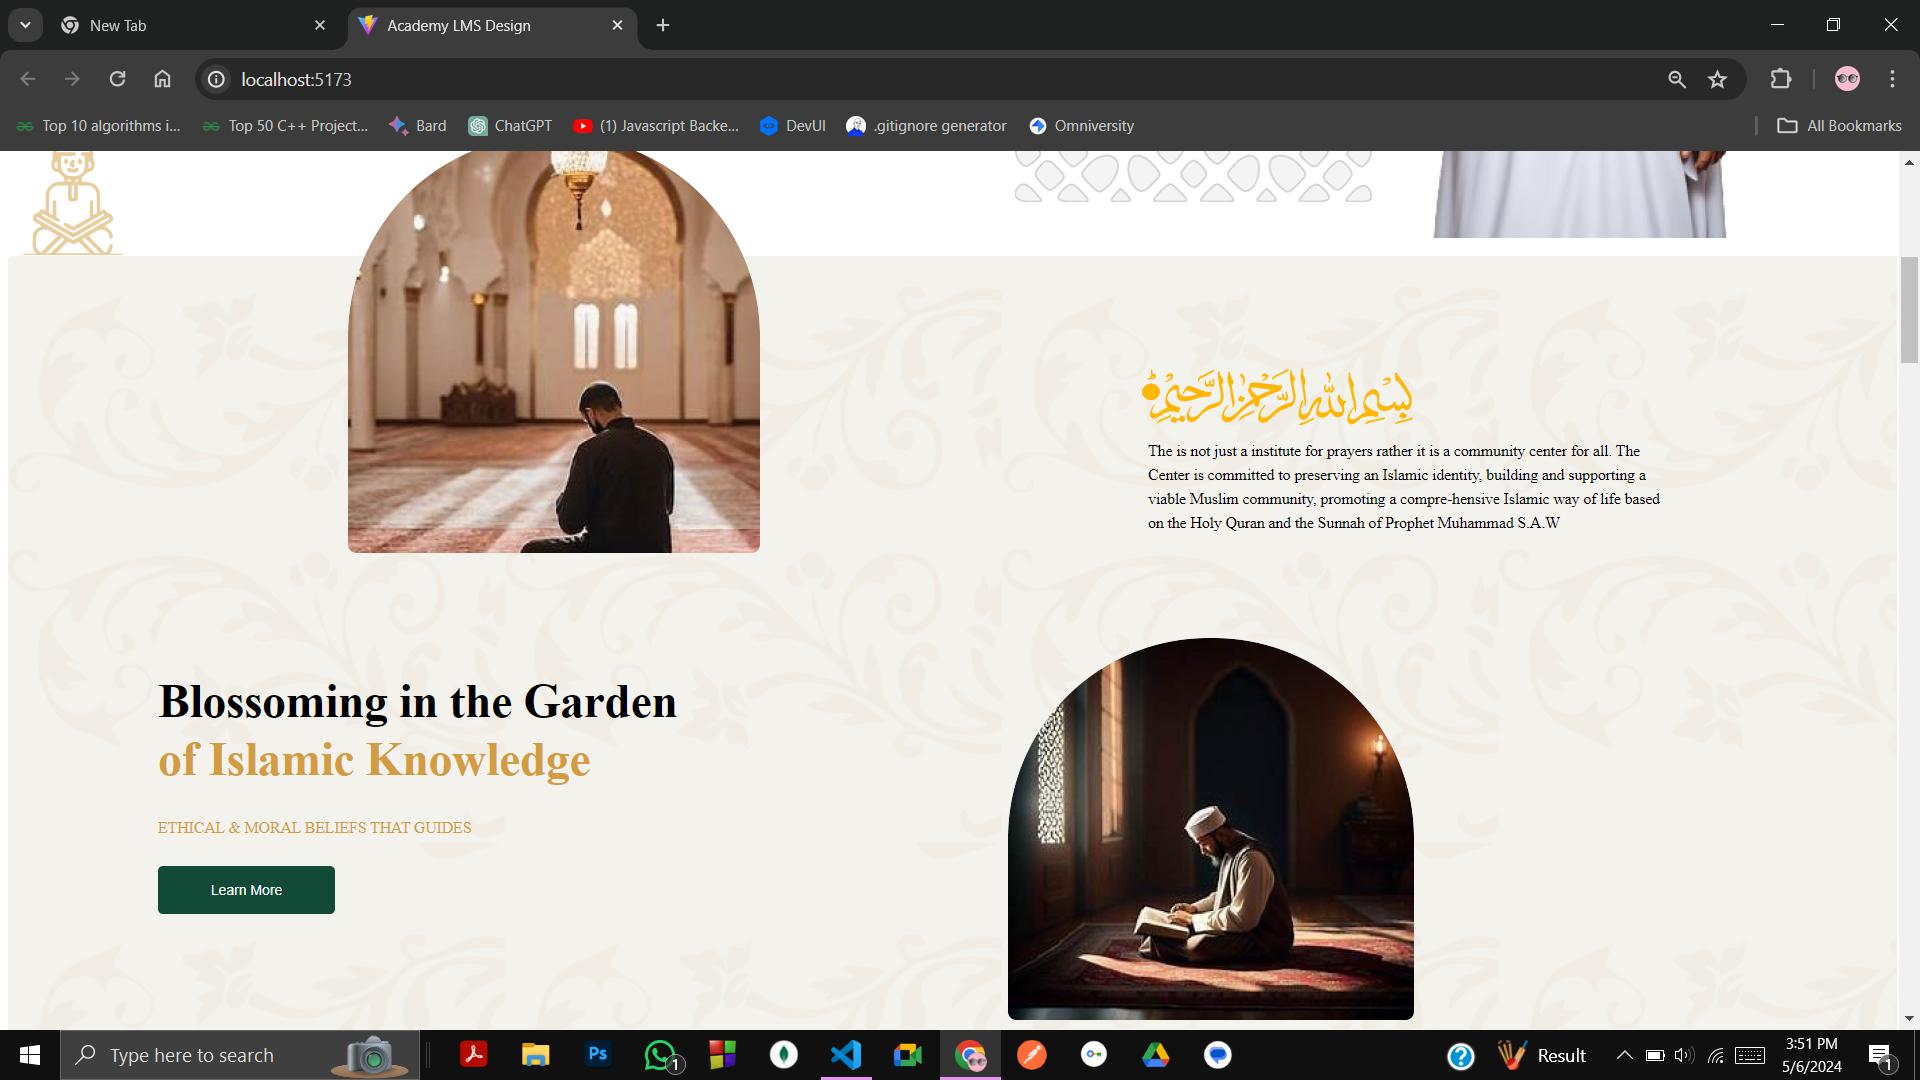 New Tab
Academy LMS Design
localhost:5173
Top 10 algorithms i...
Top 50 C++ Project...
Bard
ChatGPT
(1) Javascript Backe...
DevUI
.gitignore generator
Omniversity
All Bookmarks
بِسْمِ اللهِ الرَّحْمٰنِ الرَّحِيْمِ
The is not just a institute for prayers rather it is a community center for all. The
Center is committed to preserving an Islamic identity, building and supporting a
viable Muslim community, promoting a compre-hensive Islamic way of life based
on the Holy Quran and the Sunnah of Prophet Muhammad S.A.W
Blossoming in the Garden
of Islamic Knowledge
ETHICAL & MORAL BELIEFS THAT GUIDES
Learn More
Type here to search
Ps
1
Result
3:51 PM
5/6/2024
1